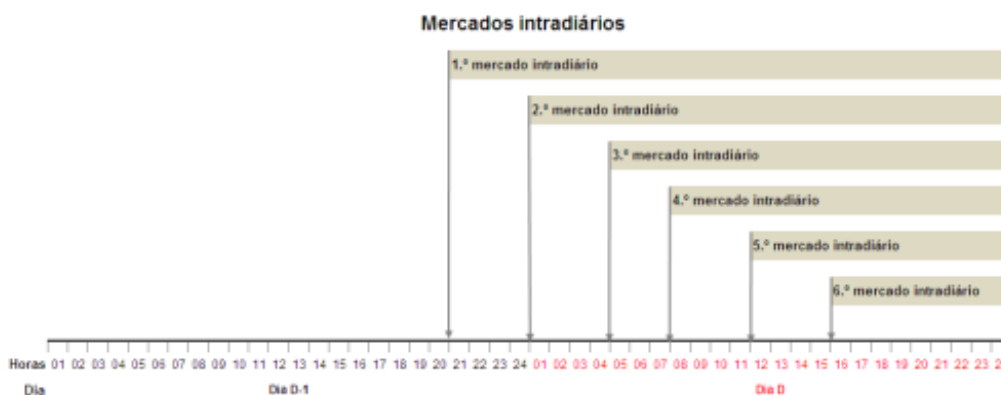 Mercados intradiários
1.º mercado intradiário
2.º mercado intradiário
3.º mercado intradiário
4.º mercado intradiário
5.º mercado intradiário
6.º mercado intradiário
Horas 01 02 03 04 05 06 07 08 09 10 11 12 13 14 15 16 17 18 19 20 21 22 23 24 01 02 03 04 05 06 07 08 09 10 11 12 13 14 15 16 17 18 19 20 21 22 23
Dia Dia D-1 Dia D